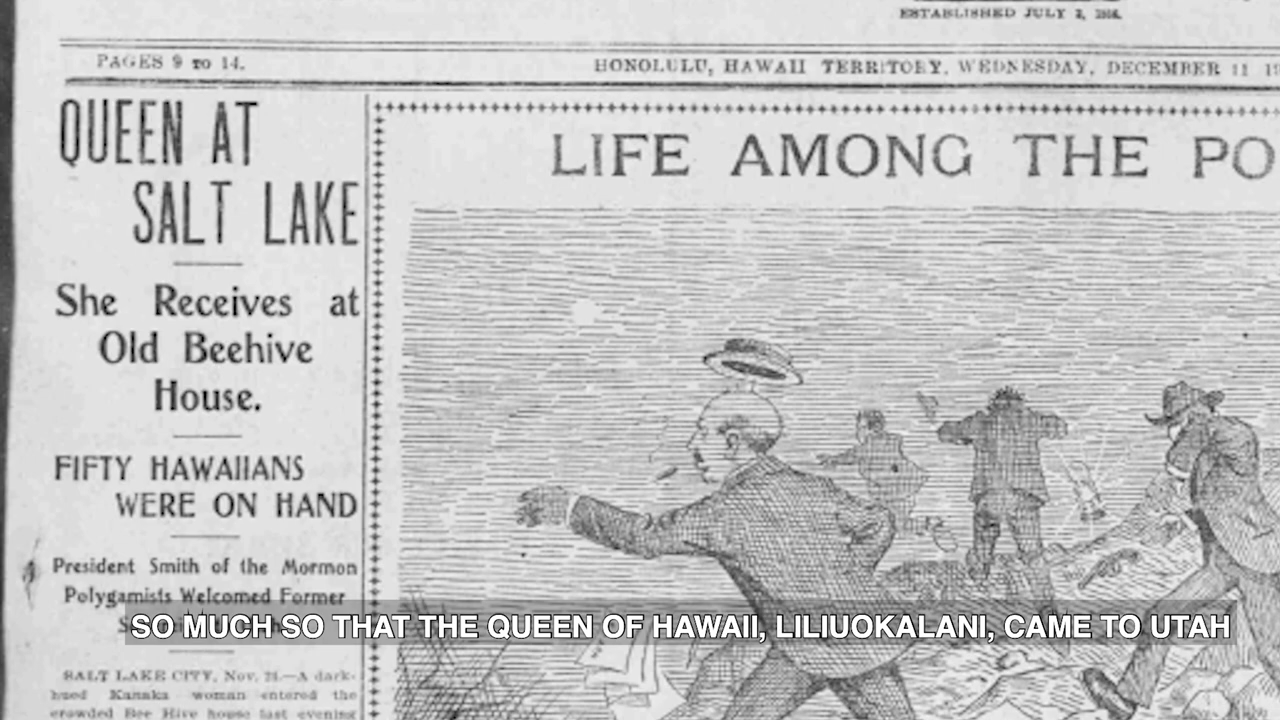 ESTABLISHED JULY 2, 1856.
PAGES 9 TO 14.
HONOLULU, HAWAII TERRITORY, WEDNESDAY, DECEMBER 11
QUEEN AT
SALT LAKE
She Receives at
Old Beehive
House.
FIFTY HAWAIIANS
WERE ON HAND
President Smith of the Mormon
Polygamists Welcomed Former
SALT LAKE CITY, Nov.
—A dark-
hued Kanaka woman entered the
crowded Bee Hive house last evening
LIFE AMONG THE PO
SO MUCH SO THAT THE QUEEN OF HAWAII, LILIUOKALANI, CAME TO UTAH